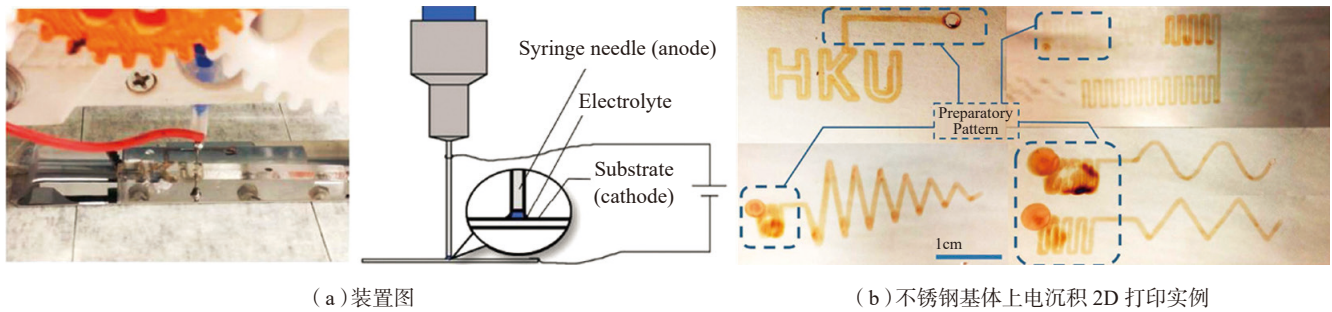 Syringe needle (anode)
Electrolyte
Substrate
(cathode)
HKU
Preparatory
Pattern
1cm
(a)装置图
(b)不锈钢基体上电沉积 2D 打印实例